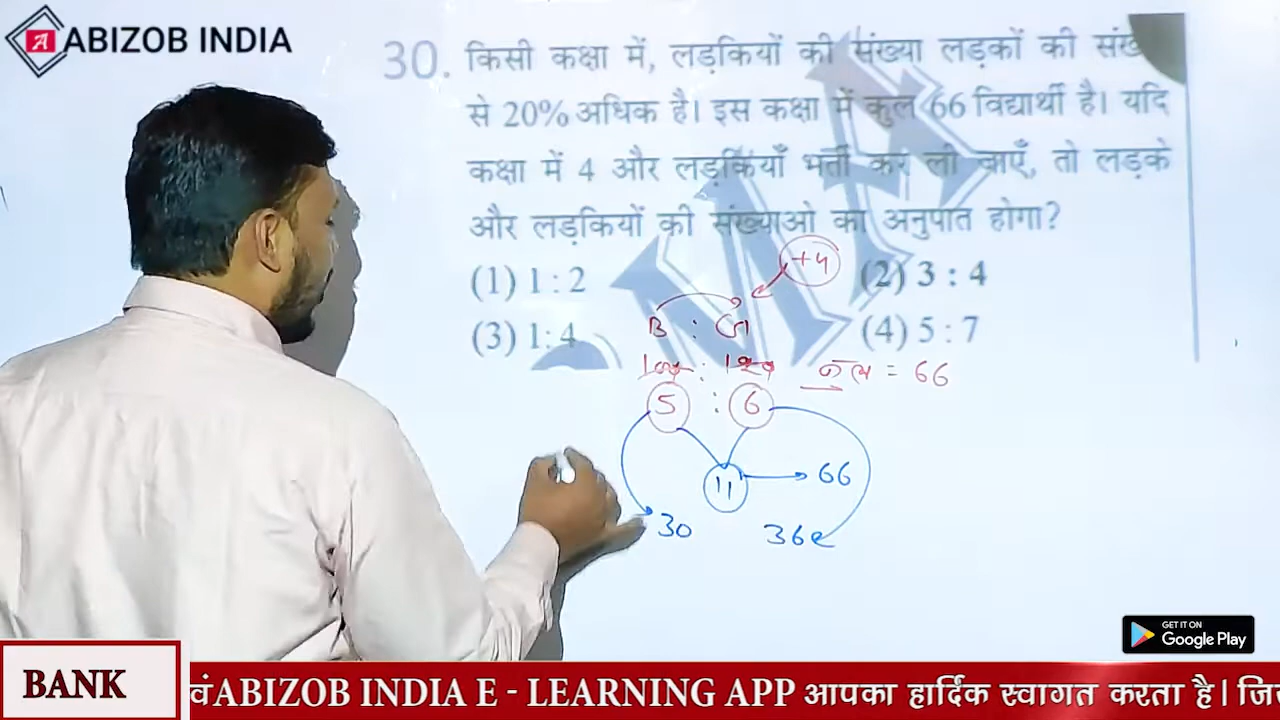 ABIZOB INDIA
30. किसी कक्षा में, लड़कियों की संख्या लड़कों की संख
से 20% अधिक है। इस कक्षा में कुल 66 विद्यार्थी है। यदि
कक्षा में 4 और लड़कियाँ भर्ती कर ली जाएँ, तो लड़के
और लड़कियों की संख्याओ का अनुपात होगा?
+4
(1) 1 : 2
(2) 3 : 4
B : G
(3) 1: 4
(4) 5 : 7
100 : 120 कुल = 66
5 : 6
11 → 66
30 36
GET IT ON
Google Play
BANK
वं ABIZOB INDIA E - LEARNING APP आपका हार्दिक स्वागत करता है। जि